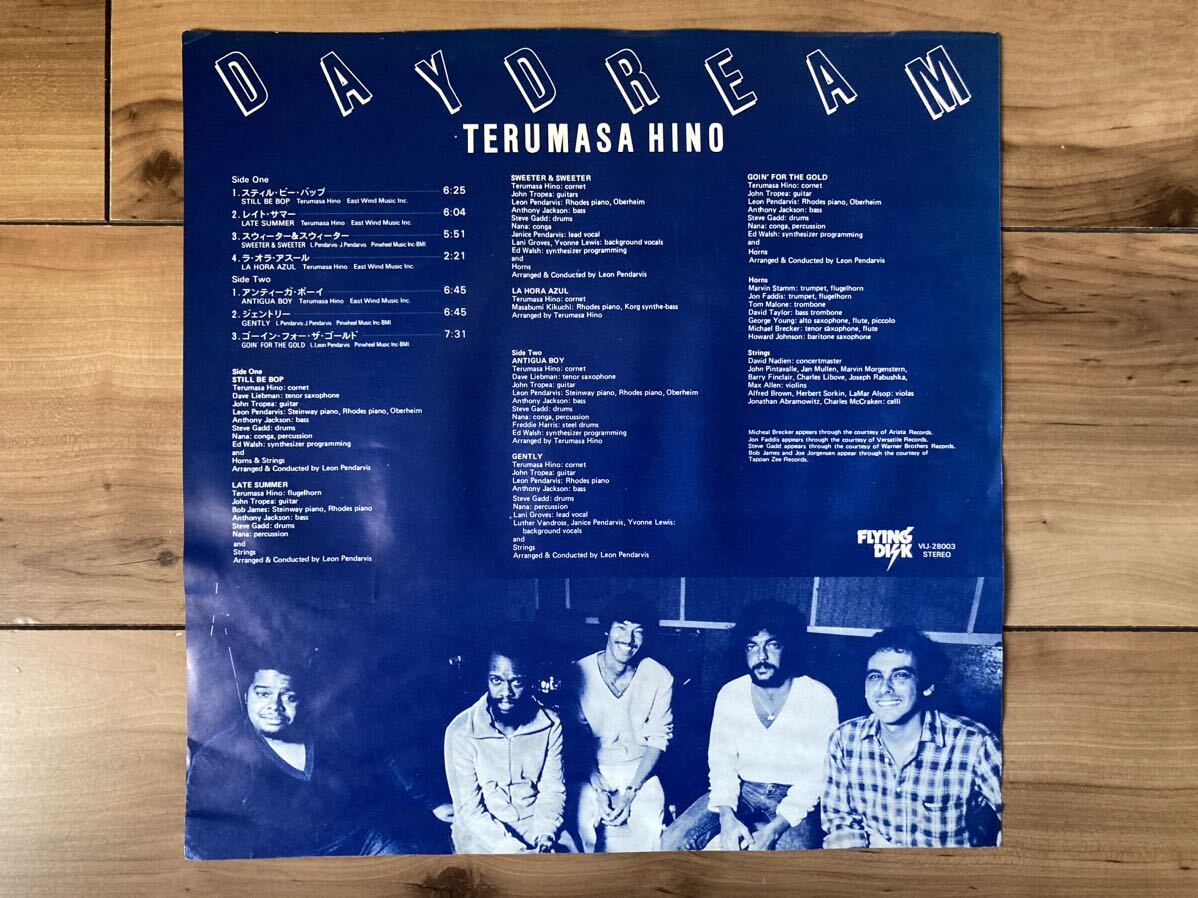 DAYDREAM
TERUMASA HINO
Side One
1. スティル・ビー・バップ 6:25
STILL BE BOP Terumasa Hino East Wind Music Inc.
2. レイト・サマー 6:04
LATE SUMMER Terumasa Hino East Wind Music Inc.
3. スウィーター&スウィーター 5:51
SWEETER & SWEETER L Pendarvis-J Pendarvis Pinwheel Music Inc-BMI
4. ラ・オラ・アスール 2:21
LA HORA AZUL Terumasa Hino East Wind Music Inc.
Side Two
1. アンティーガ・ボーイ 6:45
ANTIGUA BOY Terumasa Hino East Wind Music Inc.
2. ジェントリー 6:45
GENTLY L Pendarvis-J Pendarvis Pinwheel Music Inc-BMI
3. ゴーイン・フォー・ザ・ゴールド 7:31
GOIN' FOR THE GOLD L Leon Pendarvis Pinwheel Music Inc-BMI
Side One
STILL BE BOP
Terumasa Hino: cornet
Dave Liebman: tenor saxophone
John Tropea: guitar
Leon Pendarvis: Steinway piano, Rhodes piano, Oberheim
Anthony Jackson: bass
Steve Gadd: drums
Nana: conga, percussion
Ed Walsh: synthesizer programming
and
Horns & Strings
Arranged & Conducted by Leon Pendarvis
LATE SUMMER
Terumasa Hino: flugelhorn
John Tropea: guitar
Bob James: Steinway piano, Rhodes piano
Anthony Jackson: bass
Steve Gadd: drums
Nana: percussion
and
Strings
Arranged & Conducted by Leon Pendarvis
SWEETER & SWEETER
Terumasa Hino: cornet
John Tropea: guitars
Leon Pendarvis: Rhodes piano, Oberheim
Anthony Jackson: bass
Steve Gadd: drums
Nana: conga
Janice Pendarvis: lead vocal
Lani Groves, Yvonne Lewis: background vocals
Ed Walsh: synthesizer programming
and
Horns
Arranged & Conducted by Leon Pendarvis
LA HORA AZUL
Terumasa Hino: cornet
Masabumi Kikuchi: Rhodes piano, Korg synthe-bass
Arranged by Terumasa Hino
Side Two
ANTIGUA BOY
Terumasa Hino: cornet
Dave Liebman: tenor saxophone
John Tropea: guitar
Leon Pendarvis: Steinway piano, Rhodes piano, Oberheim
Anthony Jackson: bass
Steve Gadd: drums
Nana: conga, percussion
Freddie Harris: steel drums
Ed Walsh: synthesizer programming
Arranged by Terumasa Hino
GENTLY
Terumasa Hino: cornet
John Tropea: guitar
Leon Pendarvis: Rhodes piano
Anthony Jackson: bass
Steve Gadd: drums
Nana: percussion
Lani Groves: lead vocal
Luther Vandross, Janice Pendarvis, Yvonne Lewis:
background vocals
and
Strings
Arranged & Conducted by Leon Pendarvis
GOIN' FOR THE GOLD
Terumasa Hino: cornet
John Tropea: guitar
Leon Pendarvis: Rhodes piano, Oberheim
Anthony Jackson: bass
Steve Gadd: drums
Nana: conga, percussion
Ed Walsh: synthesizer programming
and
Horns
Arranged & Conducted by Leon Pendarvis
Horns
Marvin Stamm: trumpet, flugelhorn
Jon Faddis: trumpet, flugelhorn
Tom Malone: trombone
David Taylor: bass trombone
George Young: alto saxophone, flute, piccolo
Michael Brecker: tenor saxophone, flute
Howard Johnson: baritone saxophone
Strings
David Nadien: concertmaster
John Pintavalle, Jan Mullen, Marvin Morgenstern,
Barry Finclair, Charles Libove, Joseph Rabushka,
Max Allen: violins
Alfred Brown, Herbert Sorkin, LaMar Alsop: violas
Jonathan Abramowitz, Charles McCraken: celli
Micheal Brecker appears through the courtesy of Arista Records.
Jon Faddis appears through the courtesy of Versatile Records.
Steve Gadd appears through the courtesy of Warner Brothers Records.
Bob James and Joe Jorgensen appear through the courtesy of
Tappan Zee Records.
FLYING
DISK
VIJ-28003
STEREO